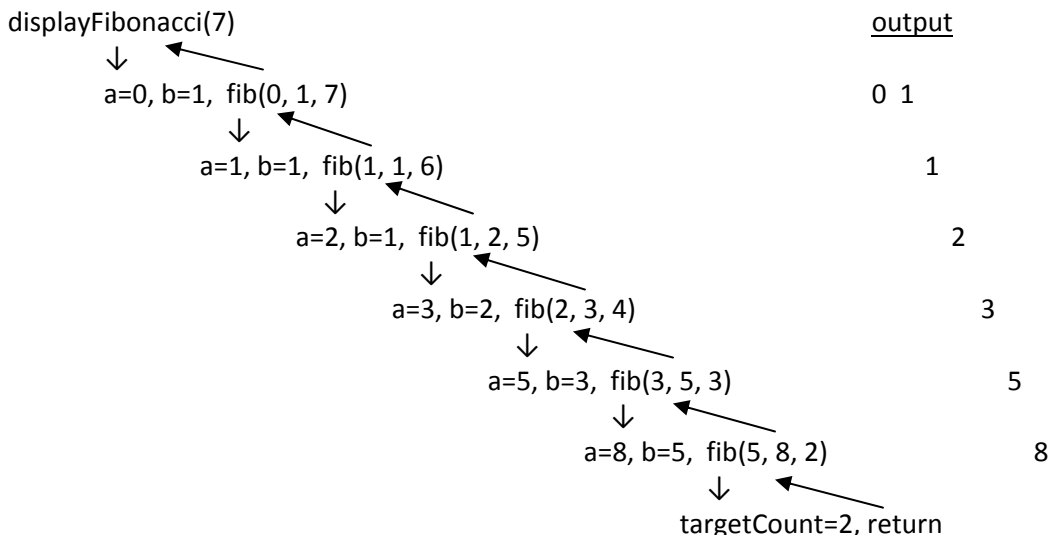 displayFibonacci(7) output
a=0, b=1, fib(0, 1, 7) 0 1
a=1, b=1, fib(1, 1, 6) 1
a=2, b=1, fib(1, 2, 5) 2
a=3, b=2, fib(2, 3, 4) 3
a=5, b=3, fib(3, 5, 3) 5
a=8, b=5, fib(5, 8, 2) 8
targetCount=2, return